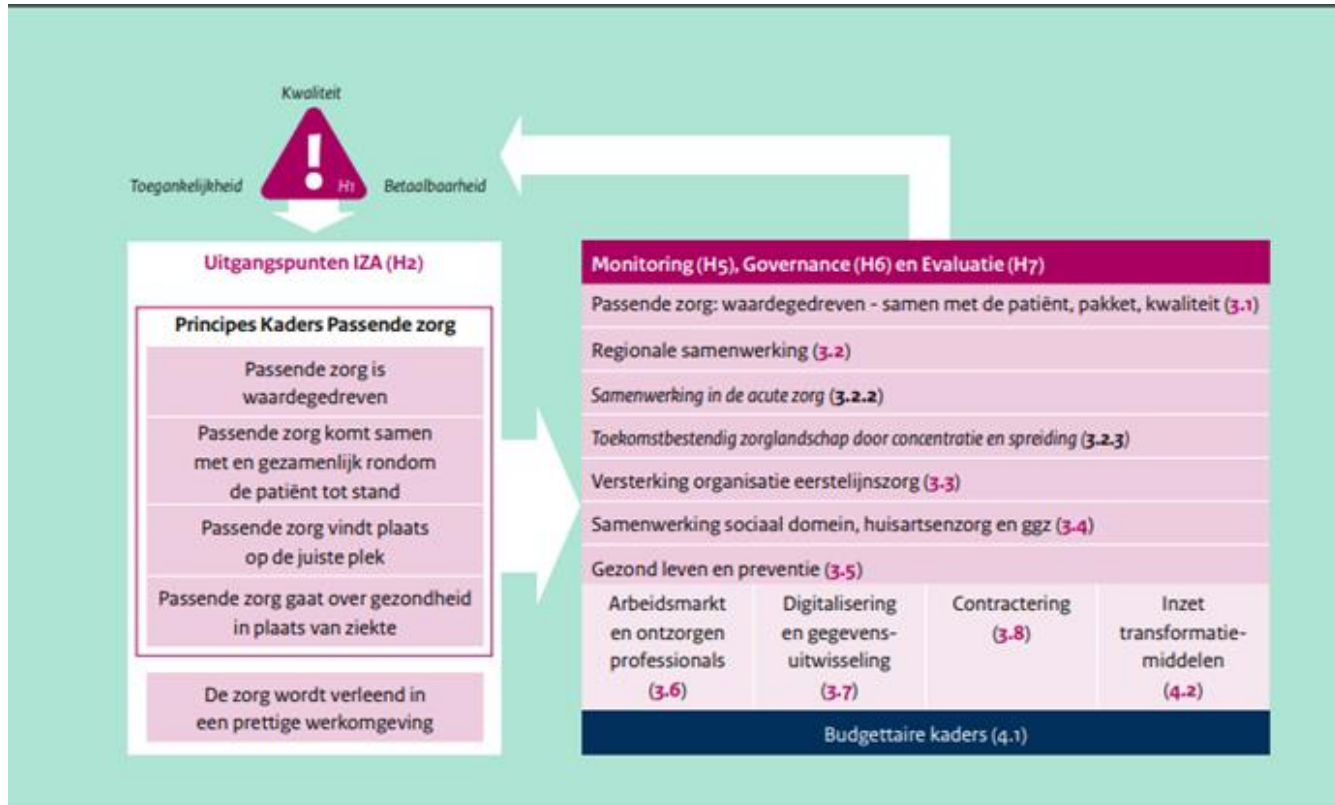 Kwaliteit
!
H1
Toegankelijkheid
Betaalbaarheid
Uitgangspunten IZA (H2)
Principes Kaders Passende zorg
Passende zorg is
waardegedreven
Passende zorg komt samen
met en gezamenlijk rondom
de patiënt tot stand
Passende zorg vindt plaats
op de juiste plek
Passende zorg gaat over gezondheid
in plaats van ziekte
De zorg wordt verleend in
een prettige werkomgeving
Monitoring (H5), Governance (H6) en Evaluatie (H7)
Passende zorg: waardegedreven - samen met de patiënt, pakket, kwaliteit (3.1)
Regionale samenwerking (3.2)
Samenwerking in de acute zorg (3.2.2)
Toekomstbestendig zorglandschap door concentratie en spreiding (3.2.3)
Versterking organisatie eerstelijnszorg (3.3)
Samenwerking sociaal domein, huisartsenzorg en ggz (3.4)
Gezond leven en preventie (3.5)
Arbeidsmarkt
en ontzorgen
professionals
(3.6)
Digitalisering
en gegevens-
uitwisseling
(3.7)
Contractering
(3.8)
Inzet
transformatie-
middelen
(4.2)
Budgettaire kaders (4.1)